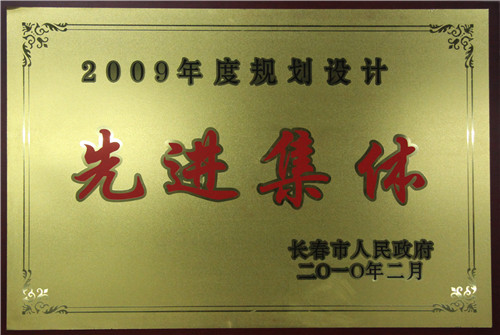 2009年度规划设计
先进集体
长春市人民政府
二〇一〇年二月